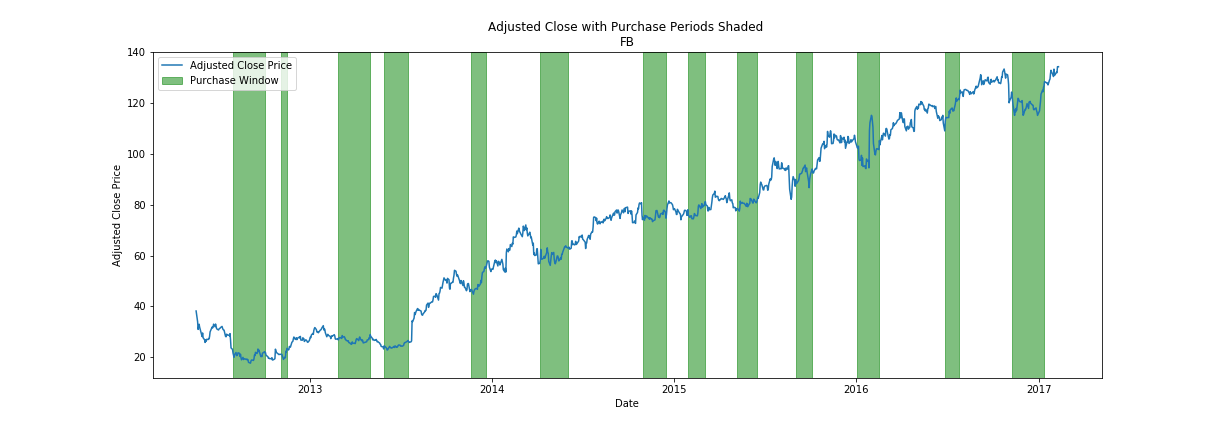 Adjusted Close with Purchase Periods Shaded
FB
Adjusted Close Price
Purchase Window
Adjusted Close Price
140
120
100
80
60
40
20
2013
2014
2015
2016
2017
Date